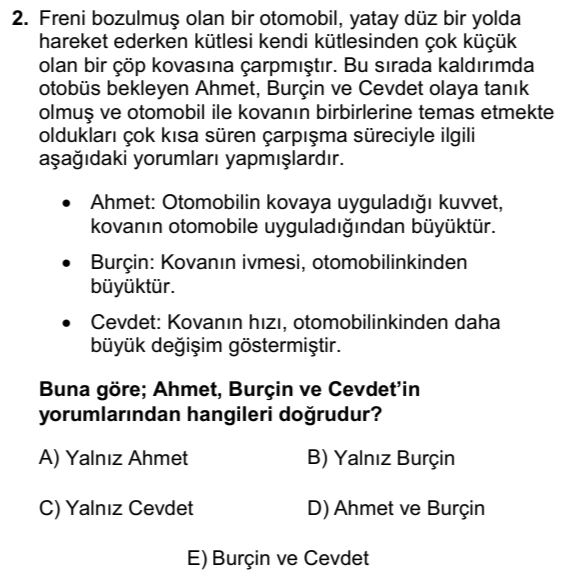 2. Freni bozulmuş olan bir otomobil, yatay düz bir yolda
hareket ederken kütlesi kendi kütlesinden çok küçük
olan bir çöp kovasına çarpmıştır. Bu sırada kaldırımda
otobüs bekleyen Ahmet, Burçin ve Cevdet olaya tanık
olmuş ve otomobil ile kovanın birbirlerine temas etmekte
oldukları çok kısa süren çarpışma süreciyle ilgili
aşağıdaki yorumları yapmışlardır.
• Ahmet: Otomobilin kovaya uyguladığı kuvvet,
kovanın otomobile uyguladığından büyüktür.
• Burçin: Kovanın ivmesi, otomobilinkinden
büyüktür.
• Cevdet: Kovanın hızı, otomobilinkinden daha
büyük değişim göstermiştir.
Buna göre; Ahmet, Burçin ve Cevdet’in
yorumlarından hangileri doğrudur?
A) Yalnız Ahmet B) Yalnız Burçin
C) Yalnız Cevdet D) Ahmet ve Burçin
E) Burçin ve Cevdet